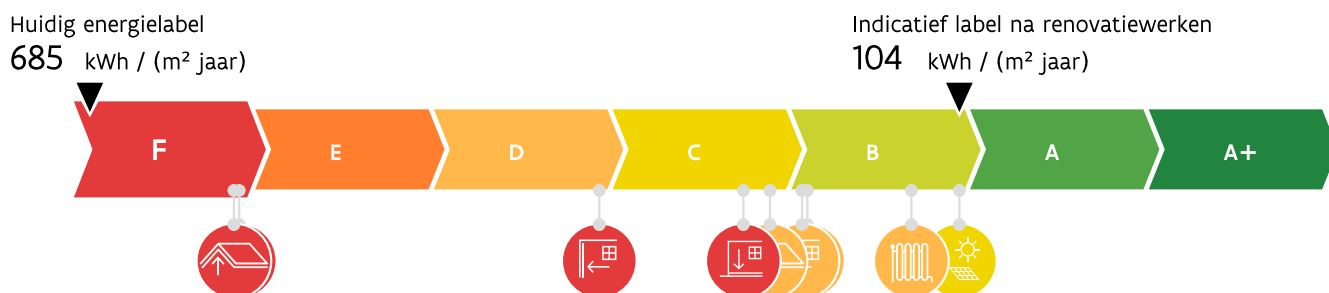 Huidig energielabel
685 kWh / (m² jaar)
Indicatief label na renovatiewerken
104 kWh / (m² jaar)
F E D C B A A+